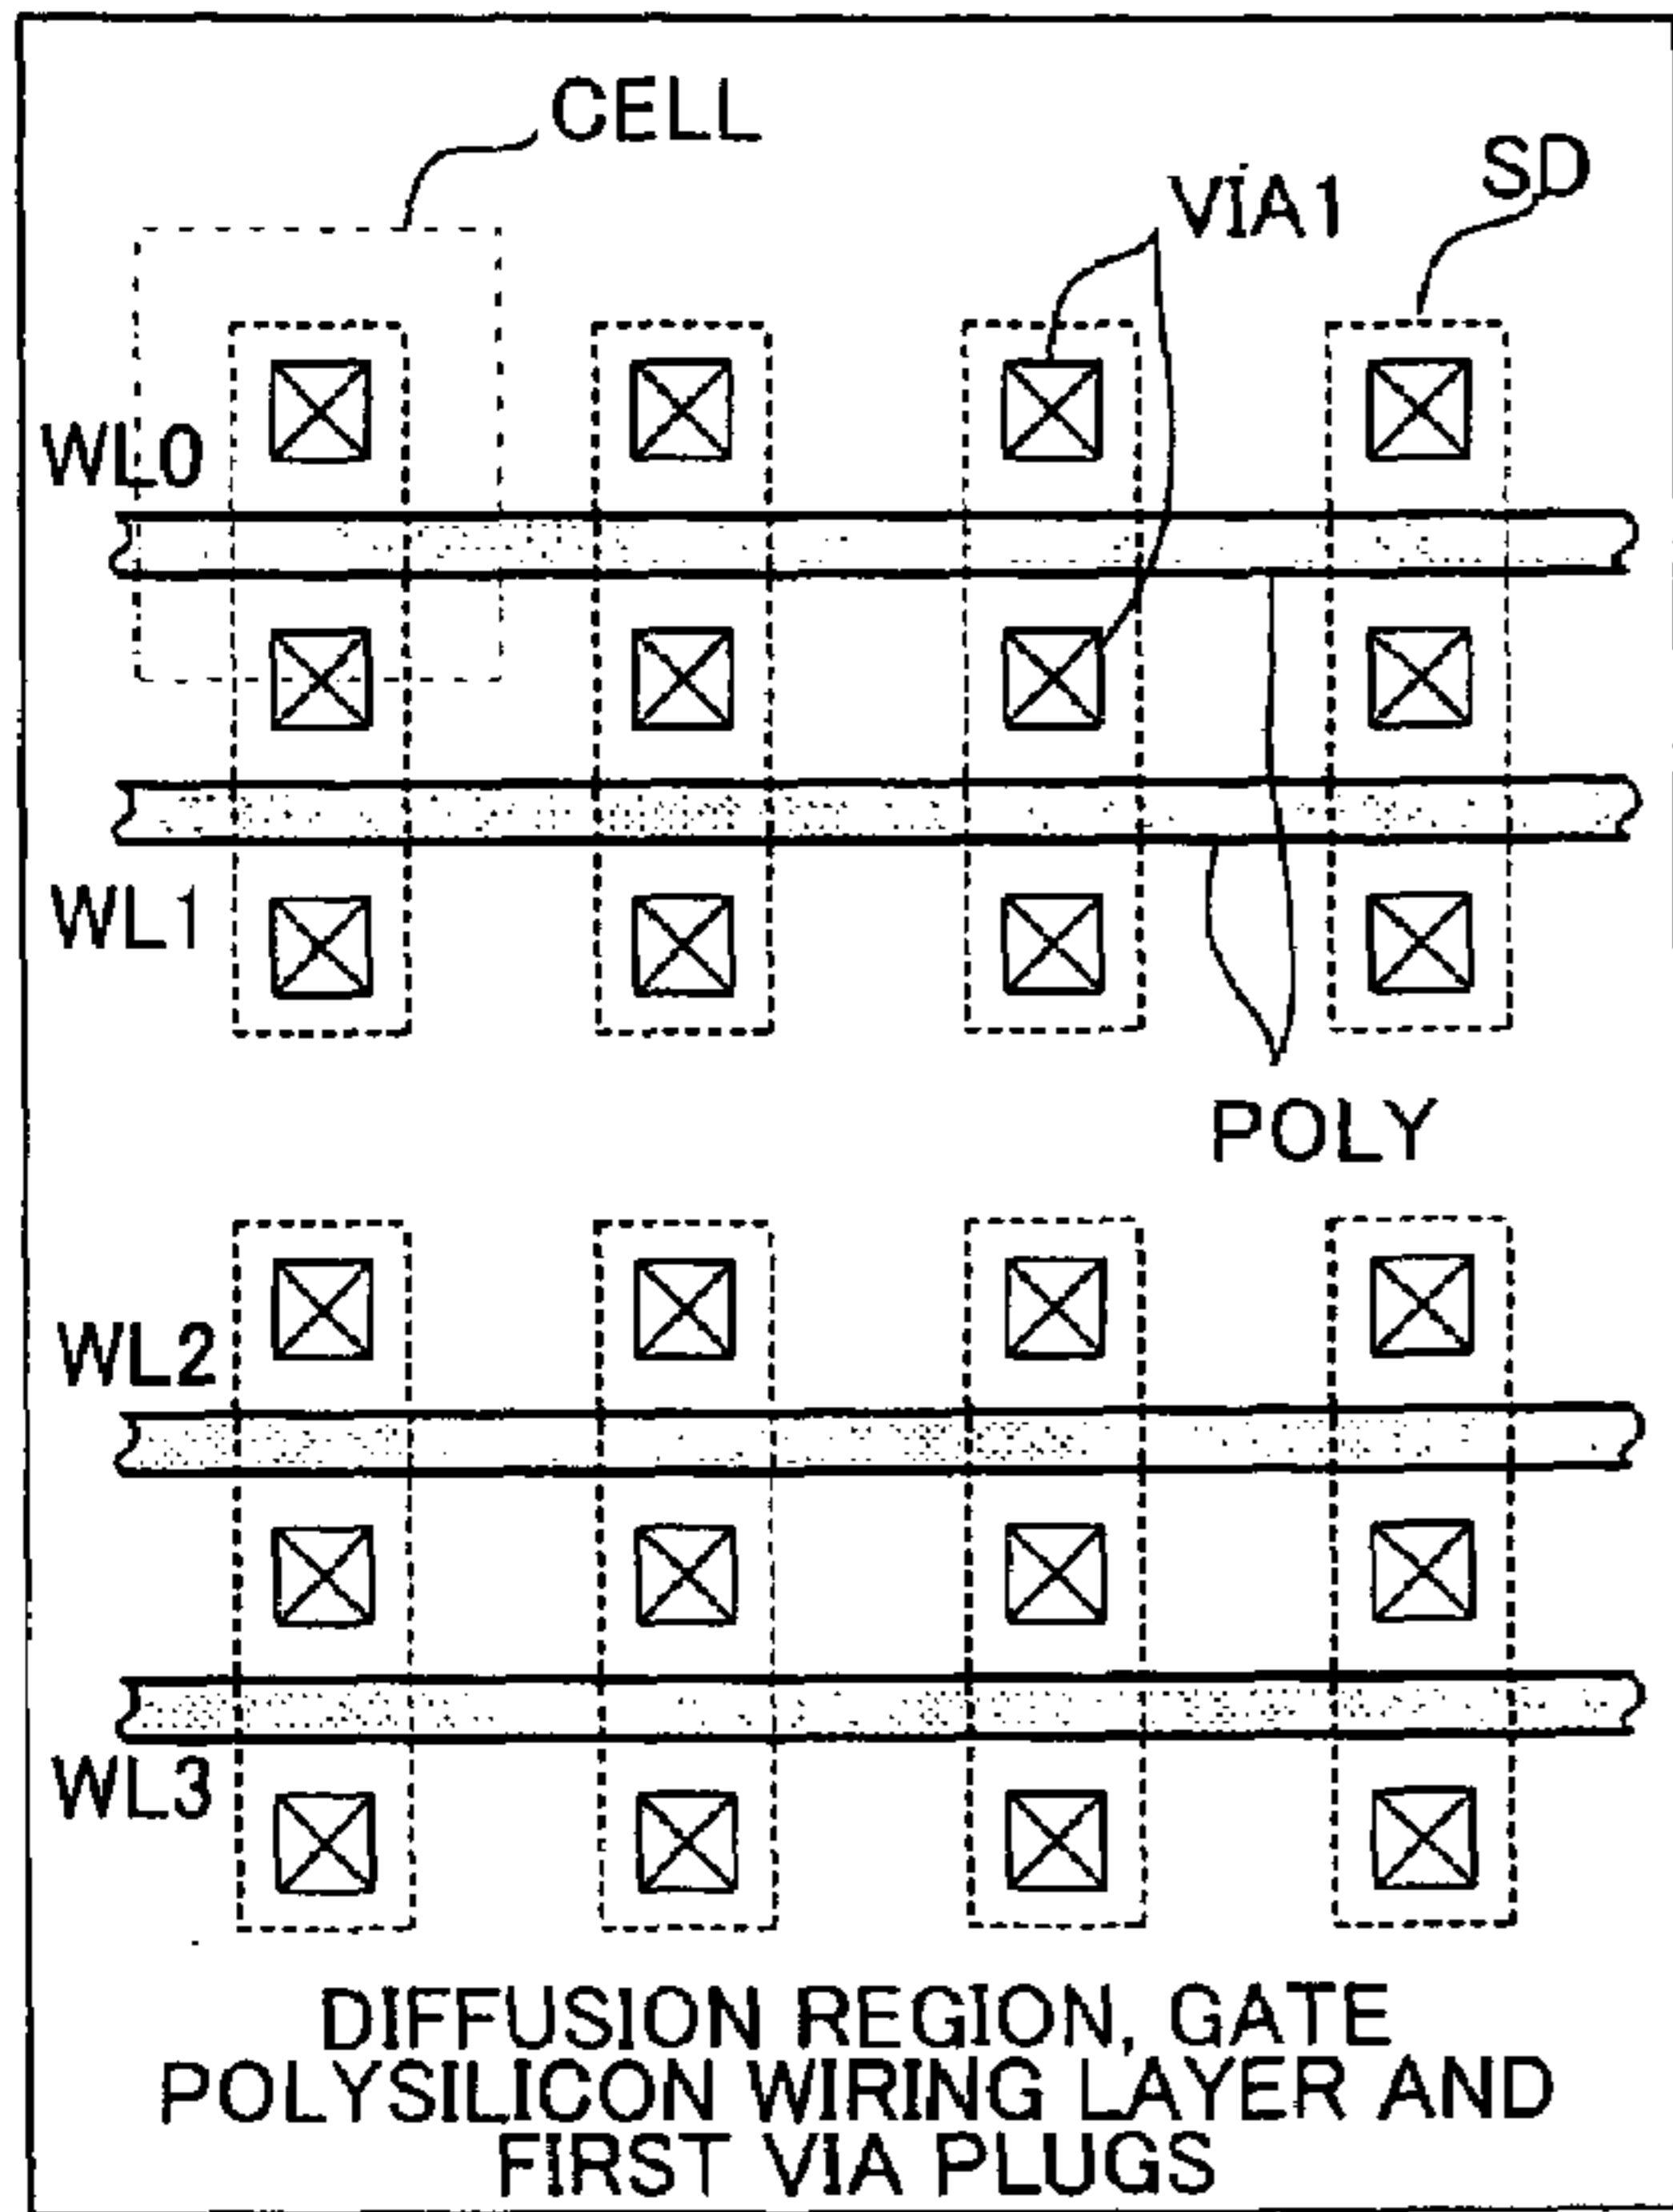 CELL
VIA1
SD
WL0
WL1
POLY
WL2
WL3
DIFFUSION REGION, GATE
POLYSILICON WIRING LAYER AND
FIRST VIA PLUGS